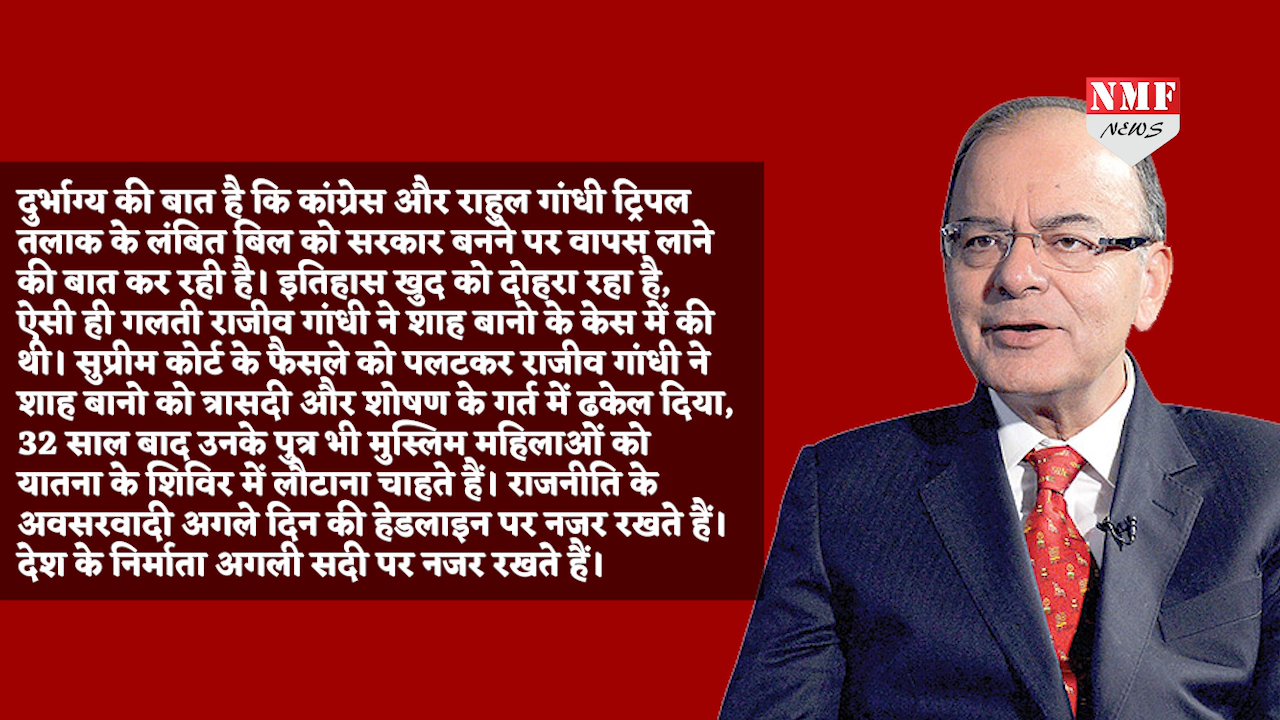 NMF
NEWS
दुर्भाग्य की बात है कि कांग्रेस और राहुल गांधी ट्रिपल
तलाक के लंबित बिल को सरकार बनने पर वापस लाने
की बात कर रही है। इतिहास खुद को दोहरा रहा है,
ऐसी ही गलती राजीव गांधी ने शाह बानो के केस में की
थी। सुप्रीम कोर्ट के फैसले को पलटकर राजीव गांधी ने
शाह बानो को त्रासदी और शोषण के गर्त में ढकेल दिया,
32 साल बाद उनके पुत्र भी मुस्लिम महिलाओं को
यातना के शिविर में लौटाना चाहते हैं। राजनीति के
अवसरवादी अगले दिन की हेडलाइन पर नजर रखते हैं।
देश के निर्माता अगली सदी पर नजर रखते हैं।